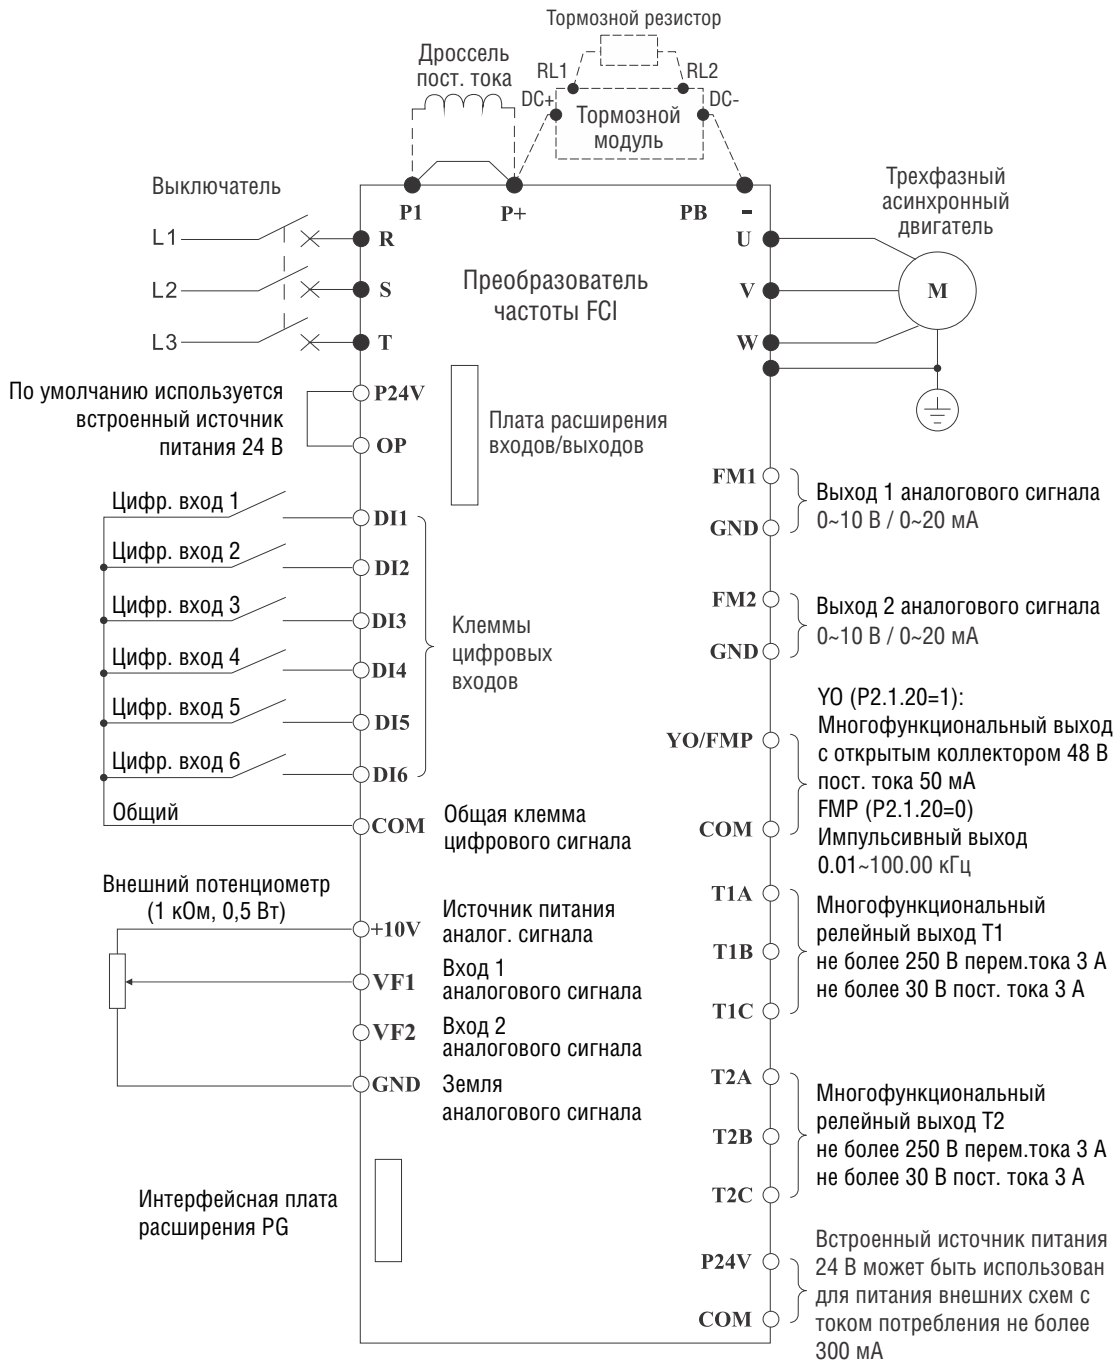 Тормозной резистор
Дроссель
пост. тока
RL1
RL2
DC+
DC-
Тормозной
модуль
Выключатель
P1
P+
PB
-
Трехфазный
асинхронный
двигатель
L1
R
U
L2
S
V
M
L3
T
W
Преобразователь
частоты FCI
По умолчанию используется
встроенный источник
питания 24 В
P24V
OP
Плата расширения
входов/выходов
Цифр. вход 1
DI1
Цифр. вход 2
DI2
Цифр. вход 3
DI3
Цифр. вход 4
DI4
Цифр. вход 5
DI5
Цифр. вход 6
DI6
Клеммы
цифровых
входов
Общий
COM
Общая клемма
цифрового сигнала
Внешний потенциометр
(1 кОм, 0,5 Вт)
+10V
Источник питания
аналог. сигнала
VF1
Вход 1
аналогового сигнала
VF2
Вход 2
аналогового сигнала
GND
Земля
аналогового сигнала
Интерфейсная плата
расширения PG
FM1
GND
Выход 1 аналогового сигнала
0~10 В / 0~20 мА
FM2
GND
Выход 2 аналогового сигнала
0~10 В / 0~20 мА
YO/FMP
COM
YO (P2.1.20=1):
Многофункциональный выход
с открытым коллектором 48 В
пост. тока 50 мА
FMP (P2.1.20=0)
Импульсивный выход
0.01~100.00 кГц
T1A
T1B
T1C
Многофункциональный
релейный выход T1
не более 250 В перем.тока 3 А
не более 30 В пост. тока 3 А
T2A
T2B
T2C
Многофункциональный
релейный выход T2
не более 250 В перем.тока 3 А
не более 30 В пост. тока 3 А
P24V
COM
Встроенный источник питания
24 В может быть использован
для питания внешних схем с
током потребления не более
300 мА